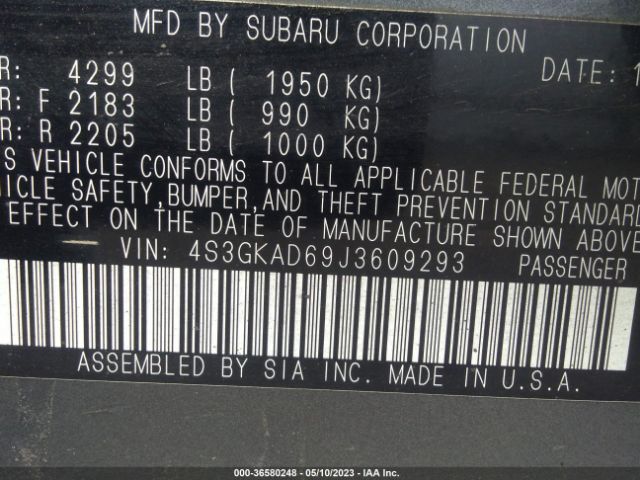 MFD BY SUBARU CORPORATION
R: 4299 LB ( 1950 KG) DATE: 1
R: F 2183 LB ( 990 KG)
R: R 2205 LB ( 1000 KG)
S VEHICLE CONFORMS TO ALL APPLICABLE FEDERAL MOT
HICLE SAFETY,BUMPER,AND THEFT PREVENTION STANDARD
EFFECT ON THE DATE OF MANUFACTURE SHOWN ABOVE
VIN: 4S3GKAD69J3609293 PASSENGER
ASSEMBLED BY SIA INC. MADE IN U.S.A.
000-36580248 - 05/10/2023 - IAA Inc.